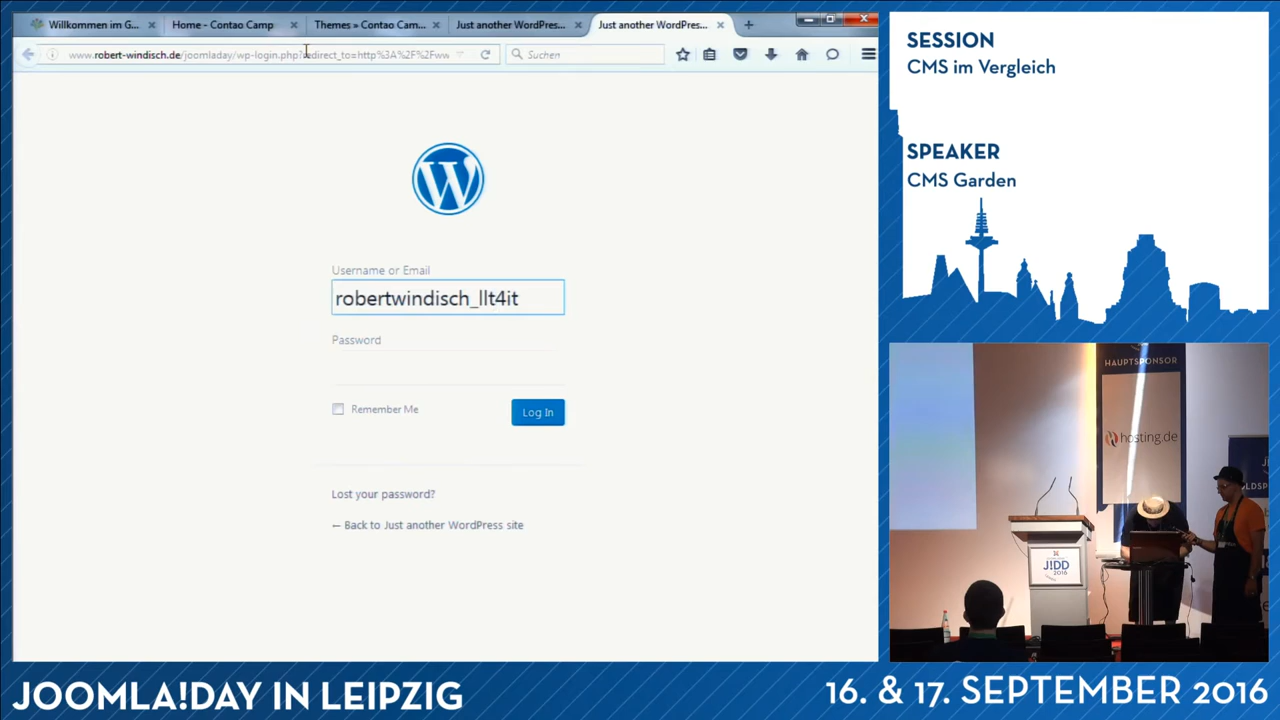 Willkommen im G...
Home - Contao Camp
Themes » Contao Cam...
Just another WordPres...
Just another WordPres...
www.robert-windisch.de/joomladay/wp-login.php?redirect_to=http%3A%2F%2Fww
Suchen
Username or Email
robertwindisch_llt4it
Password
Remember Me
Log In
Lost your password?
← Back to Just another WordPress site
SESSION
CMS im Vergleich
SPEAKER
CMS Garden
HAUPTSPONSOR
hosting.de
J!DD
2016
JOOMLA!DAY IN LEIPZIG
16. & 17. SEPTEMBER 2016